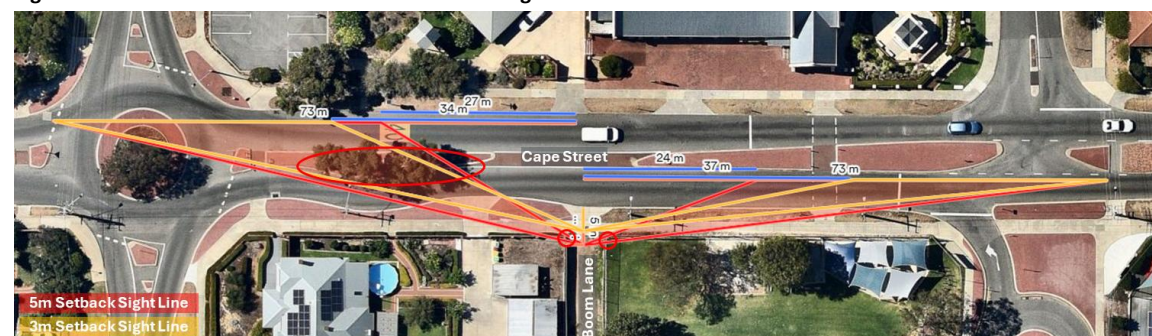 27 m
34 m
73 m
Cape Street
24 m
37 m
73 m
Boom Lane
5m Setback Sight Line
3m Setback Sight Line